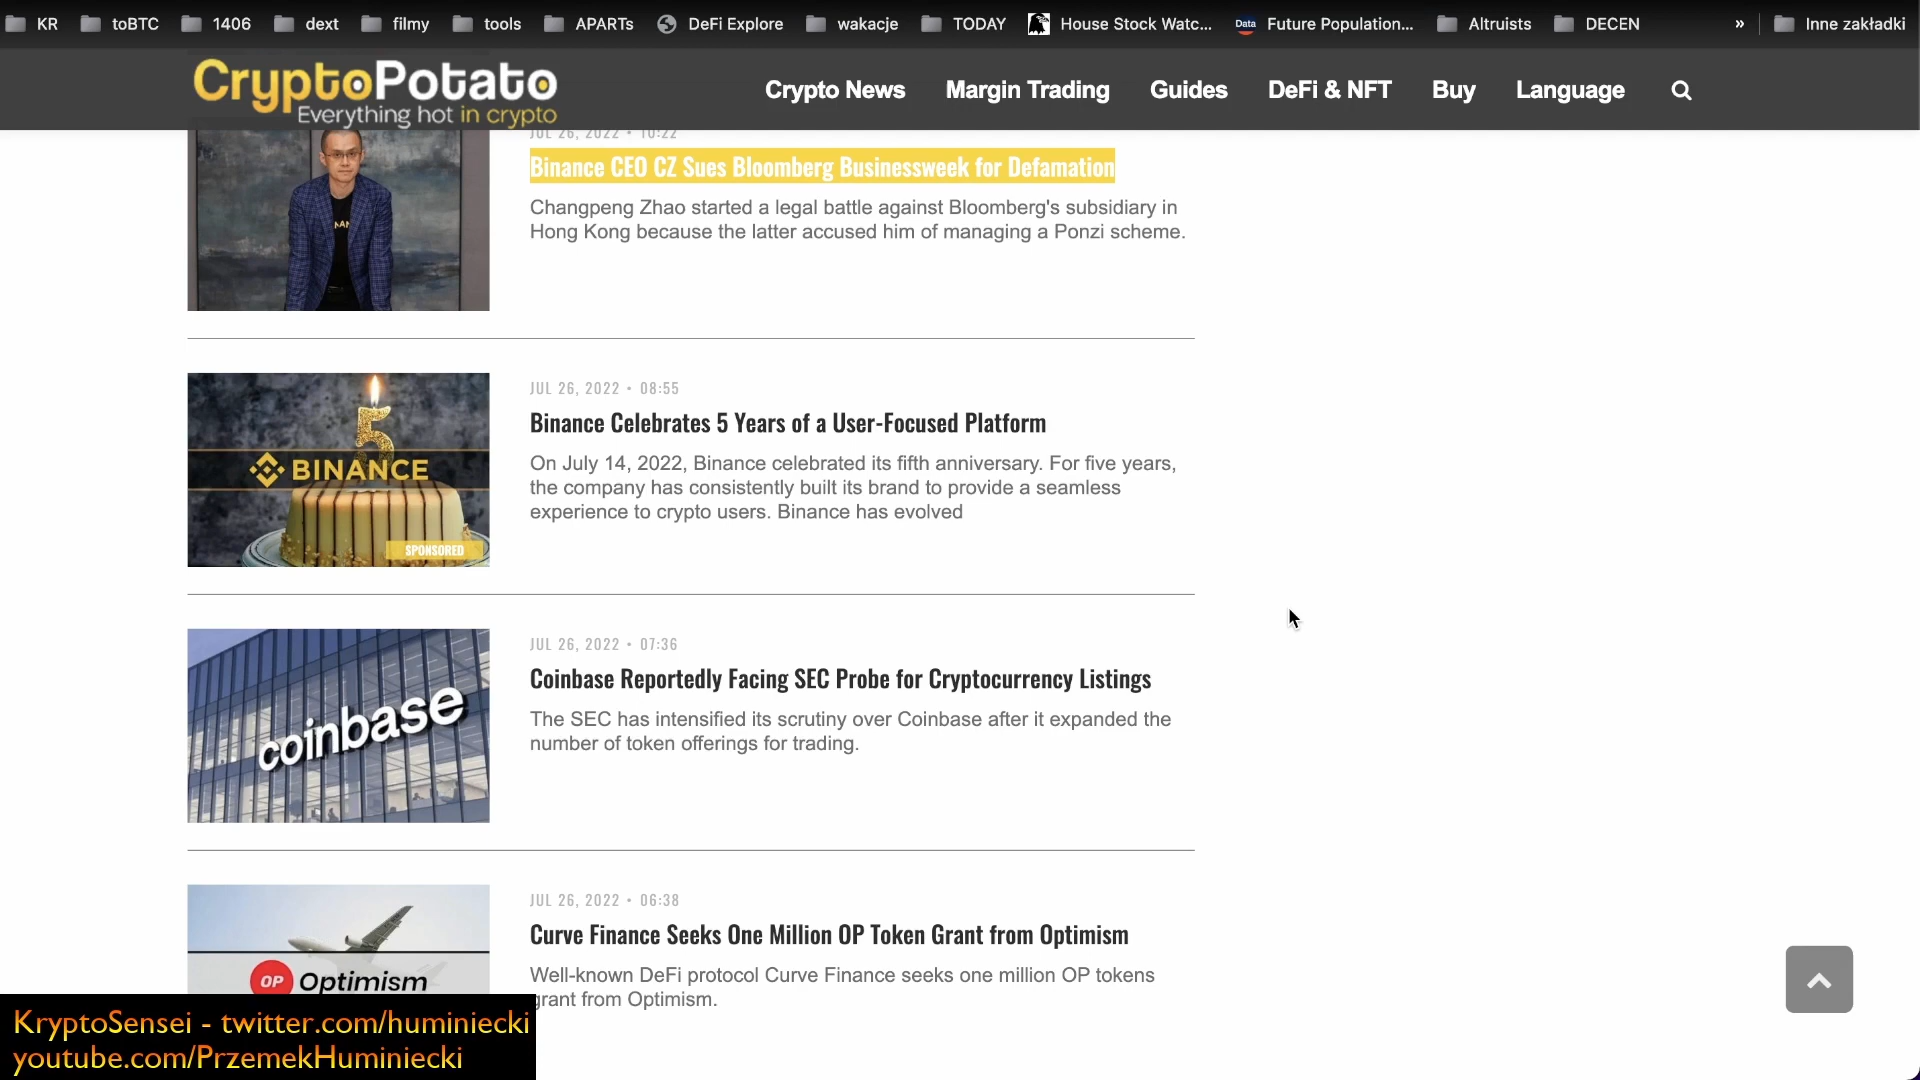 KR toBTC 1406 dext filmy tools APARTs DeFi Explore wakacje TODAY House Stock Watc... Data Future Population... Altruists DECEN » Inne zakładki
CryptoPotato
Everything hot in crypto
Crypto News Margin Trading Guides DeFi & NFT Buy Language
JUL 26, 2022 • 10:22
Binance CEO CZ Sues Bloomberg Businessweek for Defamation
Changpeng Zhao started a legal battle against Bloomberg's subsidiary in
Hong Kong because the latter accused him of managing a Ponzi scheme.
5
BINANCE
SPONSORED
JUL 26, 2022 • 08:55
Binance Celebrates 5 Years of a User-Focused Platform
On July 14, 2022, Binance celebrated its fifth anniversary. For five years,
the company has consistently built its brand to provide a seamless
experience to crypto users. Binance has evolved
coinbase
JUL 26, 2022 • 07:36
Coinbase Reportedly Facing SEC Probe for Cryptocurrency Listings
The SEC has intensified its scrutiny over Coinbase after it expanded the
number of token offerings for trading.
OP Optimism
JUL 26, 2022 • 06:38
Curve Finance Seeks One Million OP Token Grant from Optimism
Well-known DeFi protocol Curve Finance seeks one million OP tokens
grant from Optimism.
KryptoSensei - twitter.com/huminiecki
youtube.com/PrzemekHuminiecki